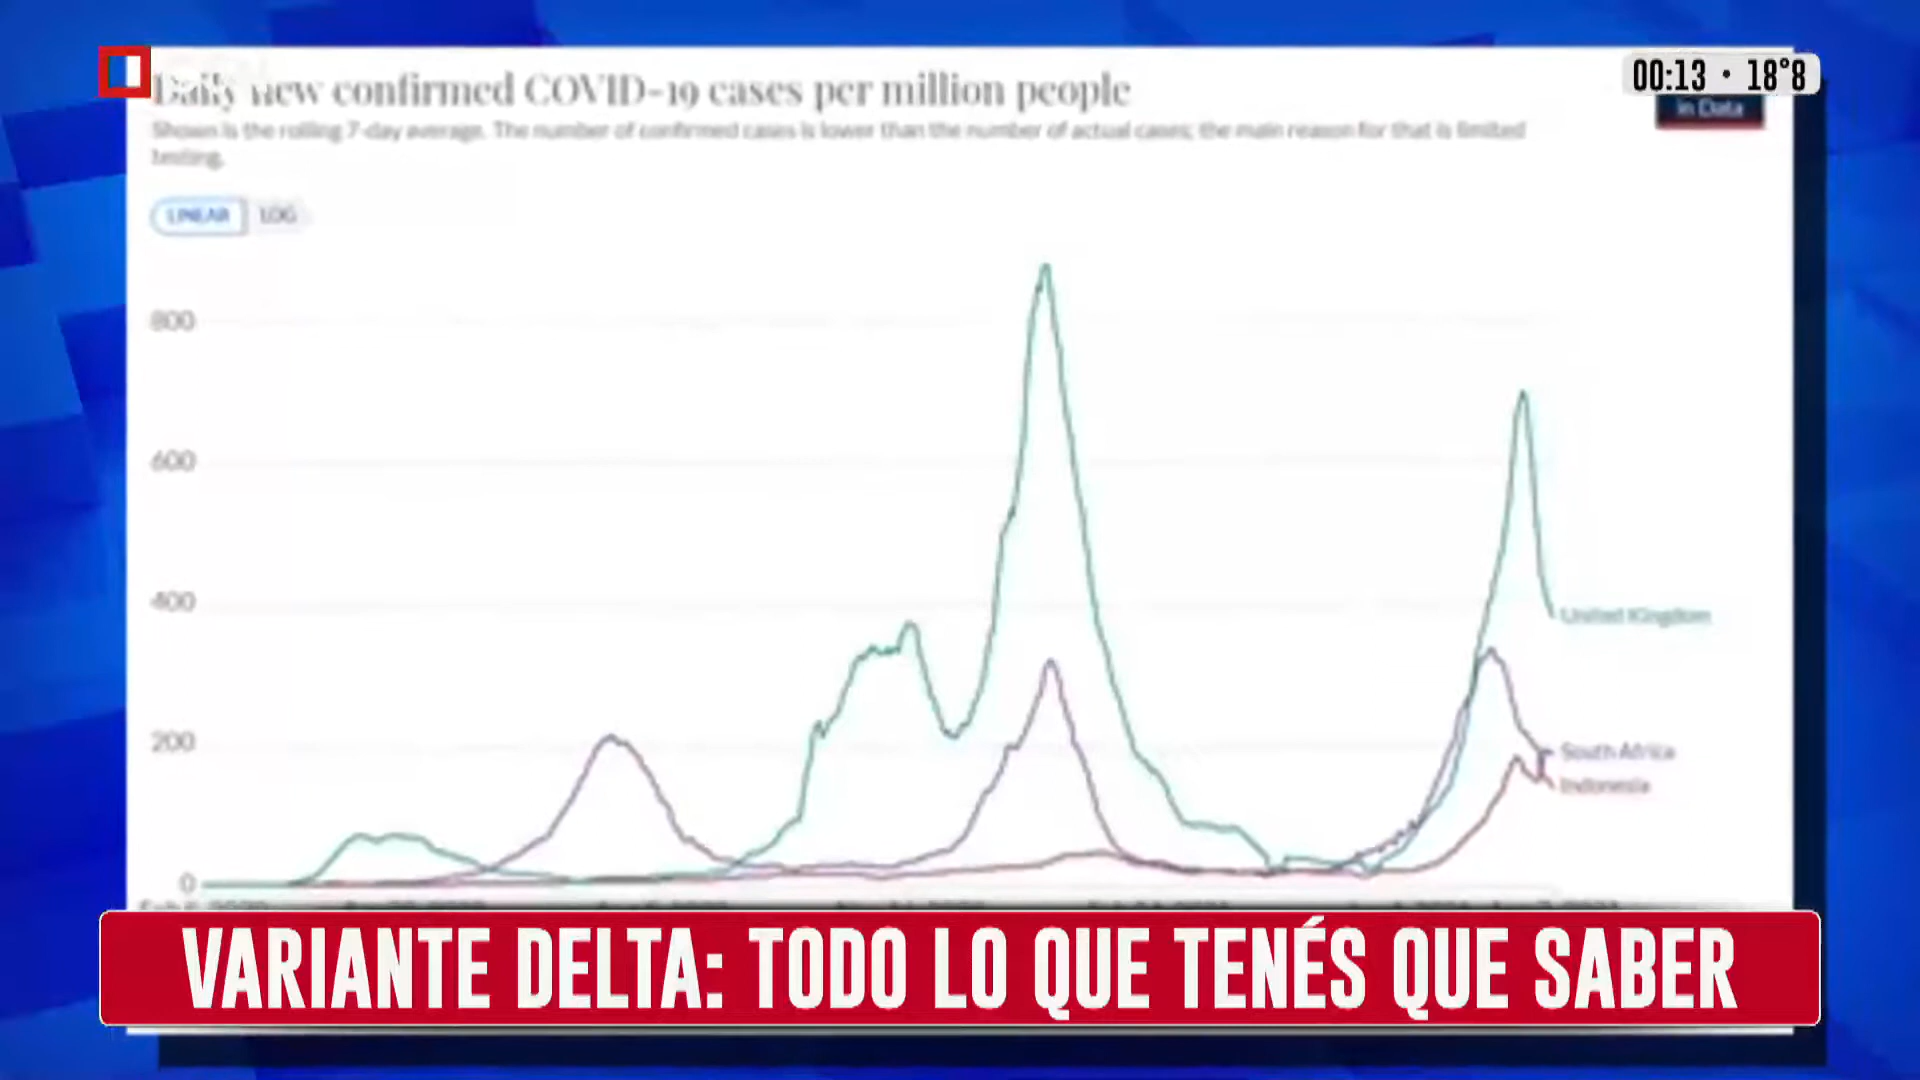 Daily new confirmed COVID-19 cases per million people
00:13 • 18°8
in Data
Shown is the rolling 7-day average. The number of confirmed cases is lower than the number of actual cases; the main reason for that is limited
testing.
LINEAR LOG
800
600
400
United Kingdom
200
South Africa
Indonesia
0
VARIANTE DELTA: TODO LO QUE TENÉS QUE SABER